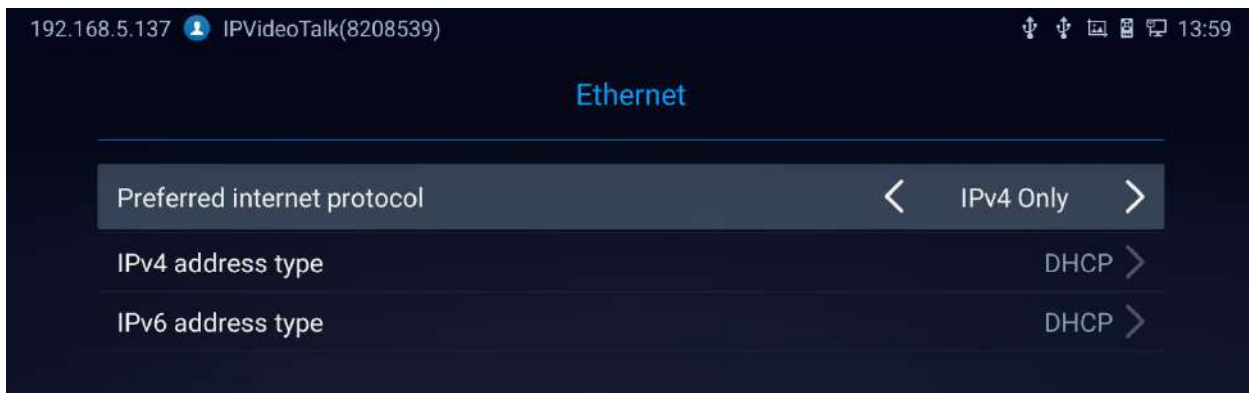 192.168.5.137 IPVideoTalk(8208539) 13:59
Ethernet
Preferred internet protocol IPv4 Only
IPv4 address type DHCP
IPv6 address type DHCP